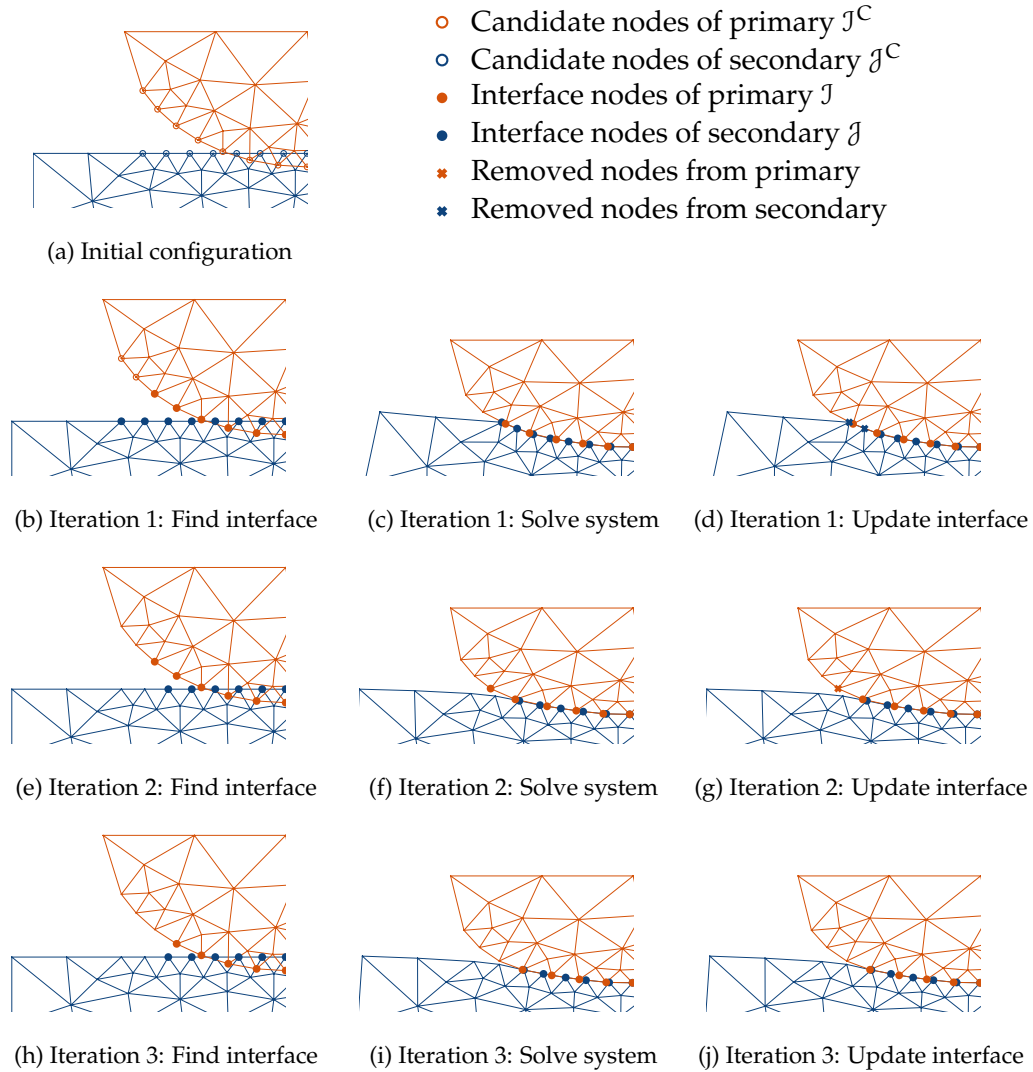 Candidate nodes of primary ℐᶜ
Candidate nodes of secondary 𝒥ᶜ
Interface nodes of primary ℐ
Interface nodes of secondary 𝒥
Removed nodes from primary
Removed nodes from secondary
(a) Initial configuration
(b) Iteration 1: Find interface
(c) Iteration 1: Solve system
(d) Iteration 1: Update interface
(e) Iteration 2: Find interface
(f) Iteration 2: Solve system
(g) Iteration 2: Update interface
(h) Iteration 3: Find interface
(i) Iteration 3: Solve system
(j) Iteration 3: Update interface